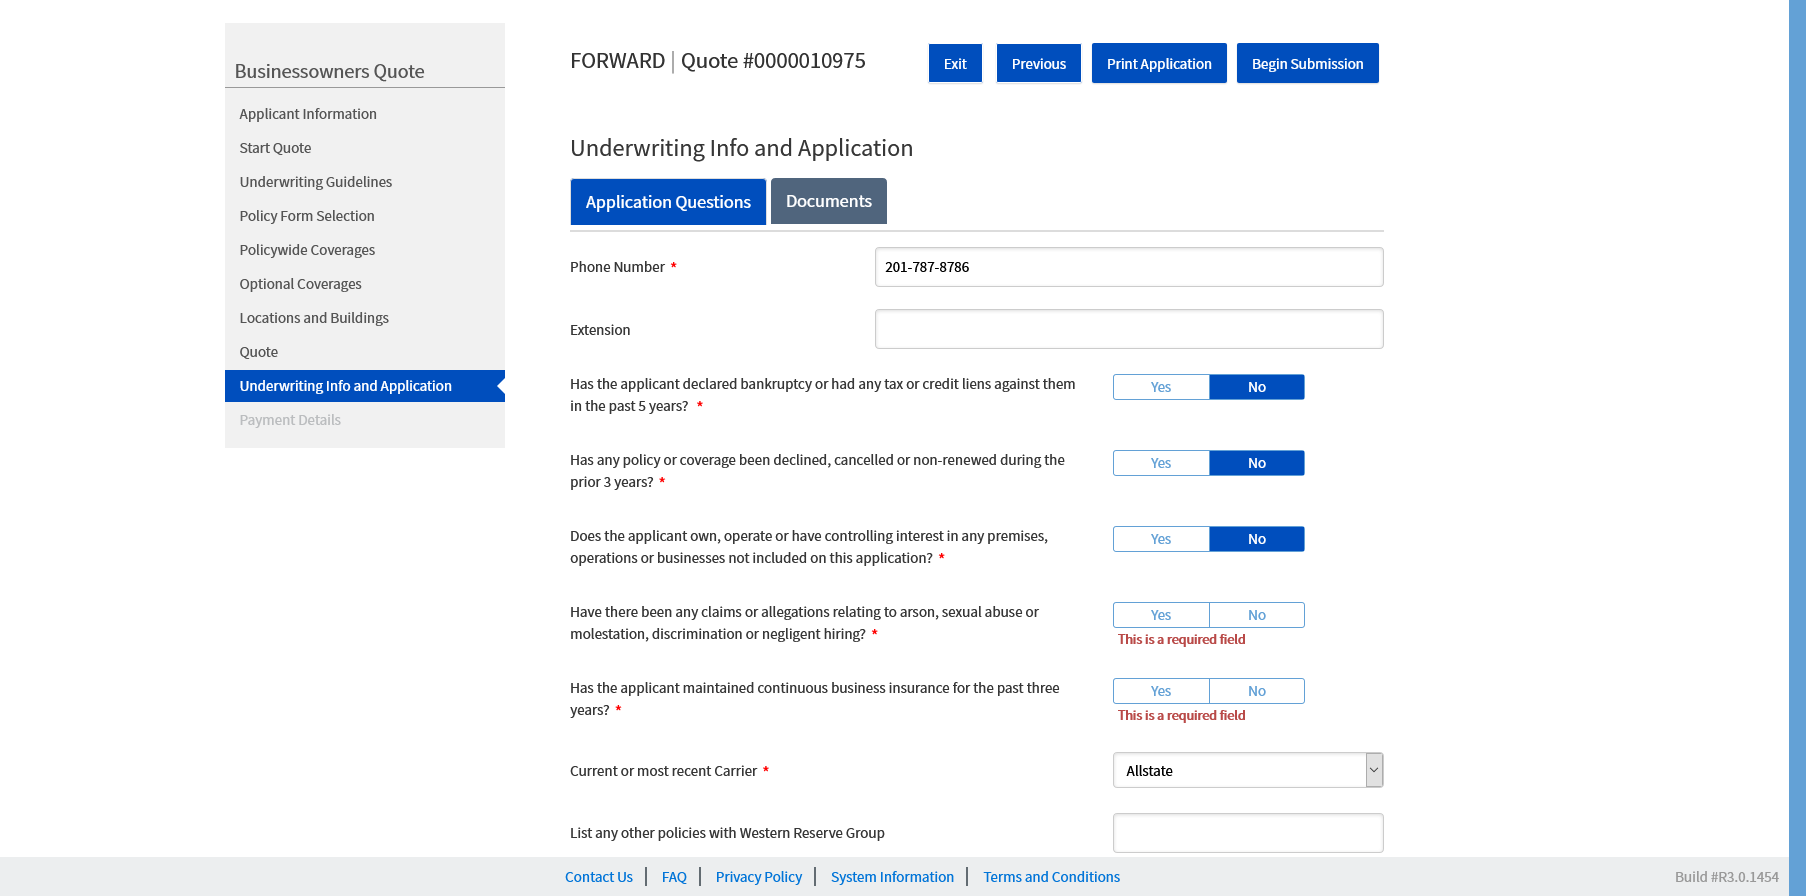 Businessowners Quote
Applicant Information
Start Quote
Underwriting Guidelines
Policy Form Selection
Policywide Coverages
Optional Coverages
Locations and Buildings
Quote
Underwriting Info and Application
Payment Details
FORWARD | Quote #0000010975
Exit
Previous
Print Application
Begin Submission
Underwriting Info and Application
Application Questions
Documents
Phone Number *
201-787-8786
Extension
Has the applicant declared bankruptcy or had any tax or credit liens against them
in the past 5 years? *
Yes No
Has any policy or coverage been declined, cancelled or non-renewed during the
prior 3 years? *
Yes No
Does the applicant own, operate or have controlling interest in any premises,
operations or businesses not included on this application? *
Yes No
Have there been any claims or allegations relating to arson, sexual abuse or
molestation, discrimination or negligent hiring? *
Yes No
This is a required field
Has the applicant maintained continuous business insurance for the past three
years? *
Yes No
This is a required field
Current or most recent Carrier *
Allstate
List any other policies with Western Reserve Group
Contact Us | FAQ | Privacy Policy | System Information | Terms and Conditions
Build #R3.0.1454